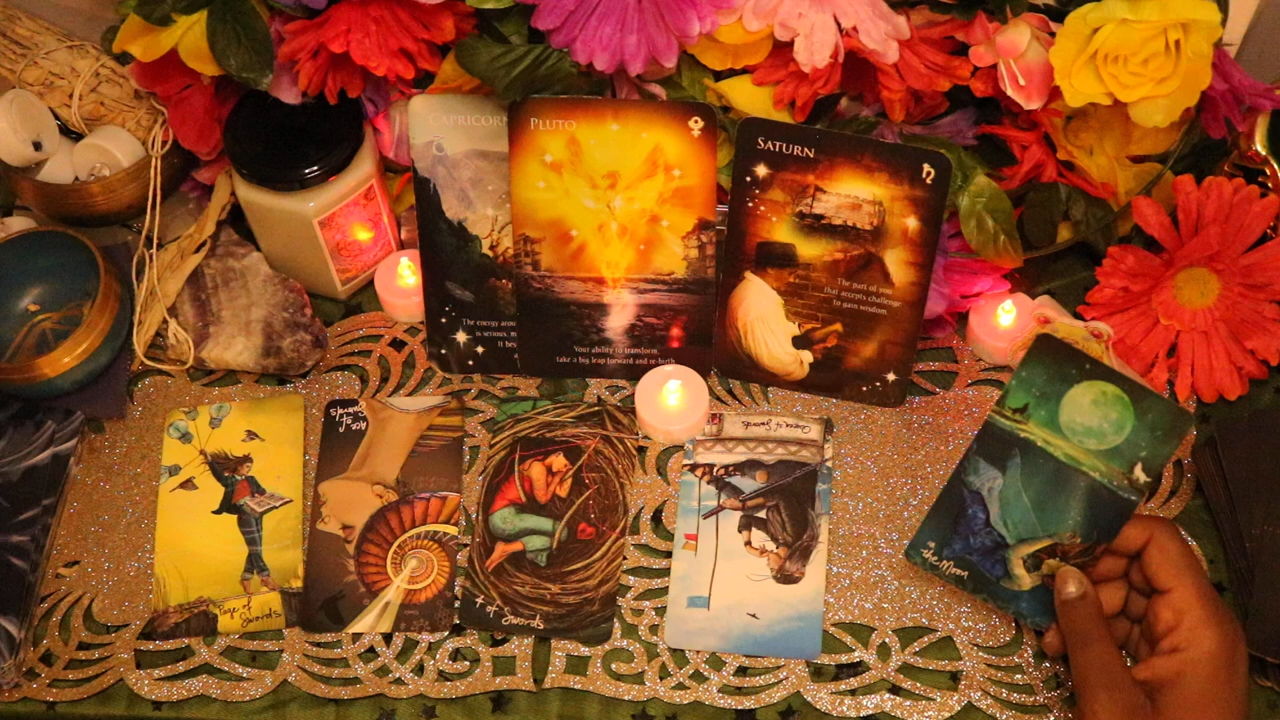 CAPRICORN
The energy arou
is serious, m
It bes
PLUTO
Your ability to transform,
take a big leap forward and re-birth
SATURN
The part of you
that accepts challenge
to gain wisdom.
Page of
Swords
Ace of
Swords
4 of Swords
Queen of Swords
the Moon